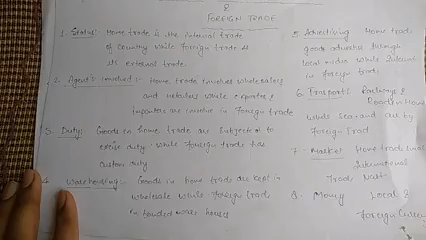 &
FOREIGN TRADE
1. Status: Home trade is the internal trade
of country while foreign trade is
its external trade.
2. Agent's involved:- Home trade involves wholesalers
and retailers while exporter &
importers are involve in Foreign trade
3. Duty: Goods in home trade are subjected to
excise duty while Foreign trade has
custom duty
4. Warehousing:- Goods in home trade are kept in
wholesale while Foreign Trade
in bonded ware houses
5. Advertising Home trade
goods advertise through
local media while
in foreign trade
6. Transport: Railways &
Road in Home
while sea and air by
Foreign Trad
7. Market Home trade
International
Trade
8. Money Local &
foreign